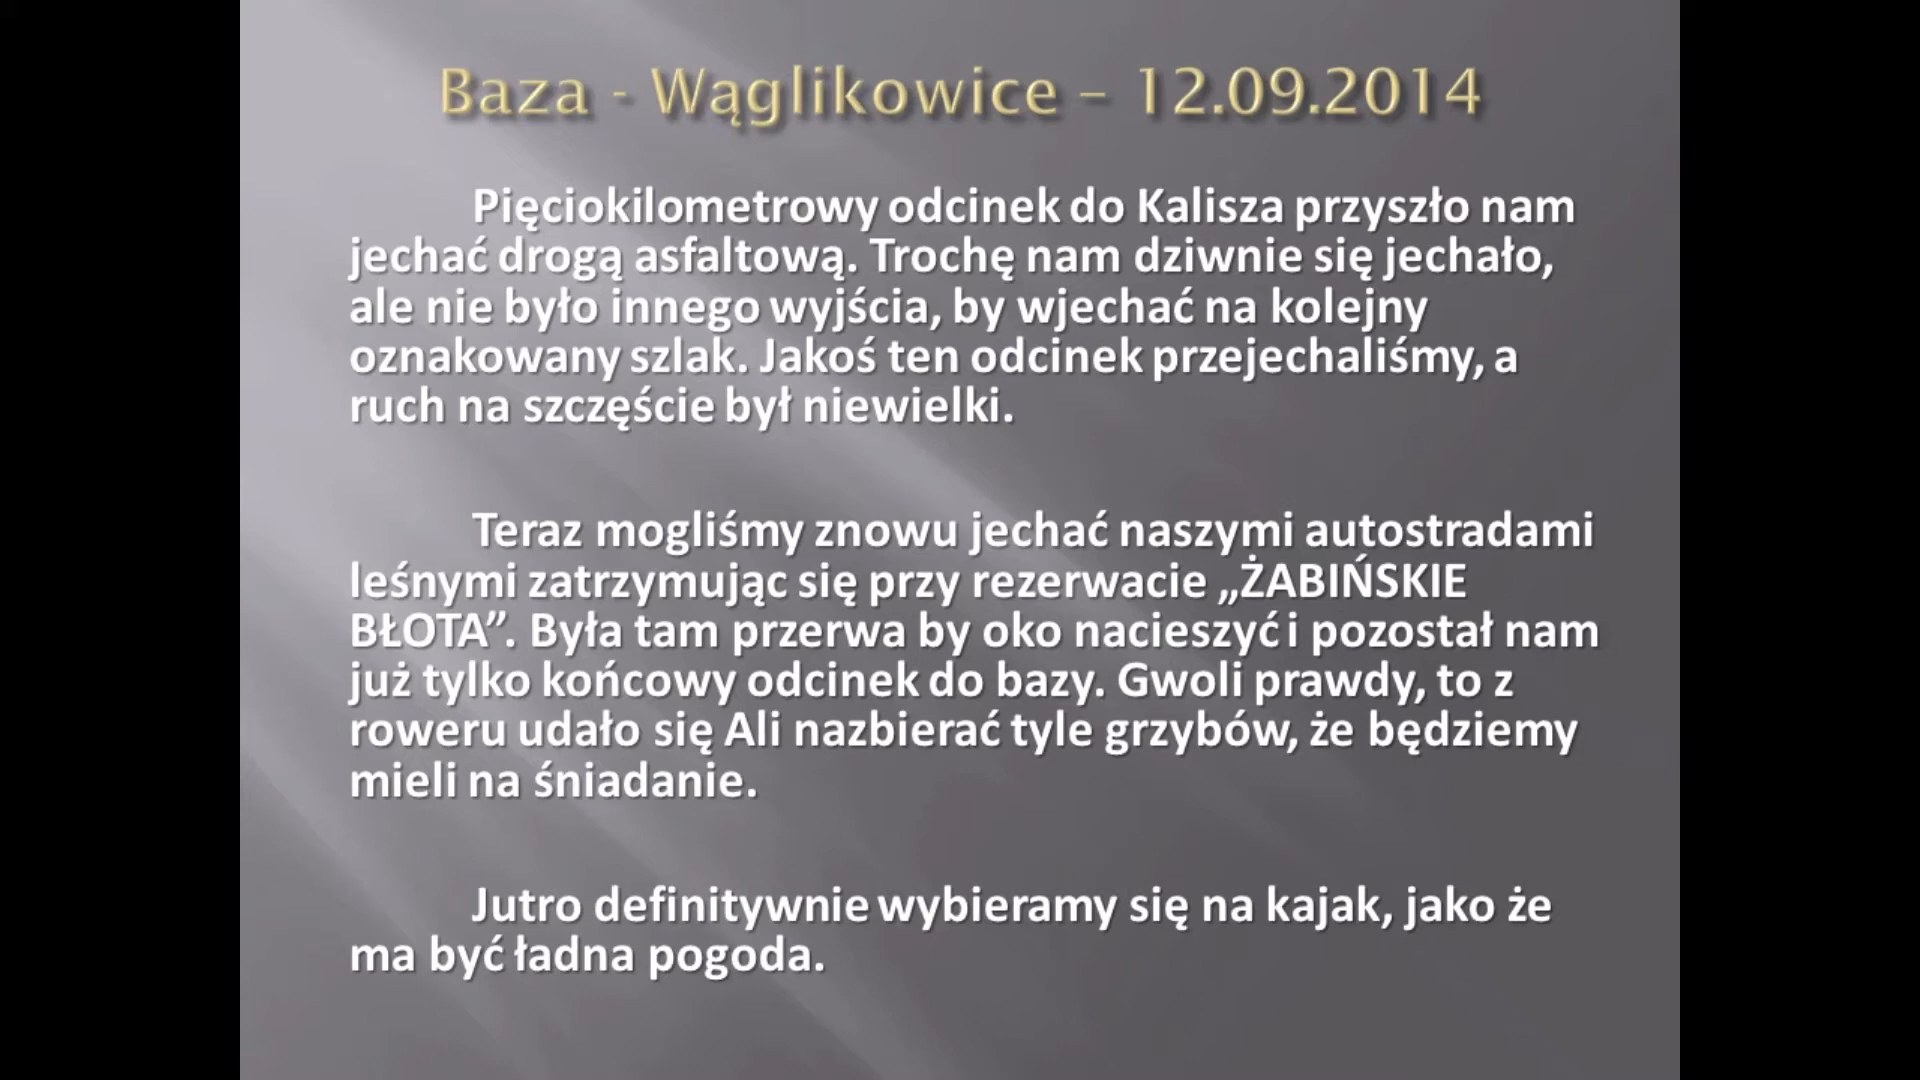 Baza - Wąglikowice – 12.09.2014
Pięciokilometrowy odcinek do Kalisza przyszło nam
jechać drogą asfaltową. Trochę nam dziwnie się jechało,
ale nie było innego wyjścia, by wjechać na kolejny
oznakowany szlak. Jakoś ten odcinek przejechaliśmy, a
ruch na szczęście był niewielki.
Teraz mogliśmy znowu jechać naszymi autostradami
leśnymi zatrzymując się przy rezerwacie „ŻABIŃSKIE
BŁOTA”. Była tam przerwa by oko nacieszyć i pozostał nam
już tylko końcowy odcinek do bazy. Gwoli prawdy, to z
roweru udało się Ali nazbierać tyle grzybów, że będziemy
mieli na śniadanie.
Jutro definitywnie wybieramy się na kajak, jako że
ma być ładna pogoda.